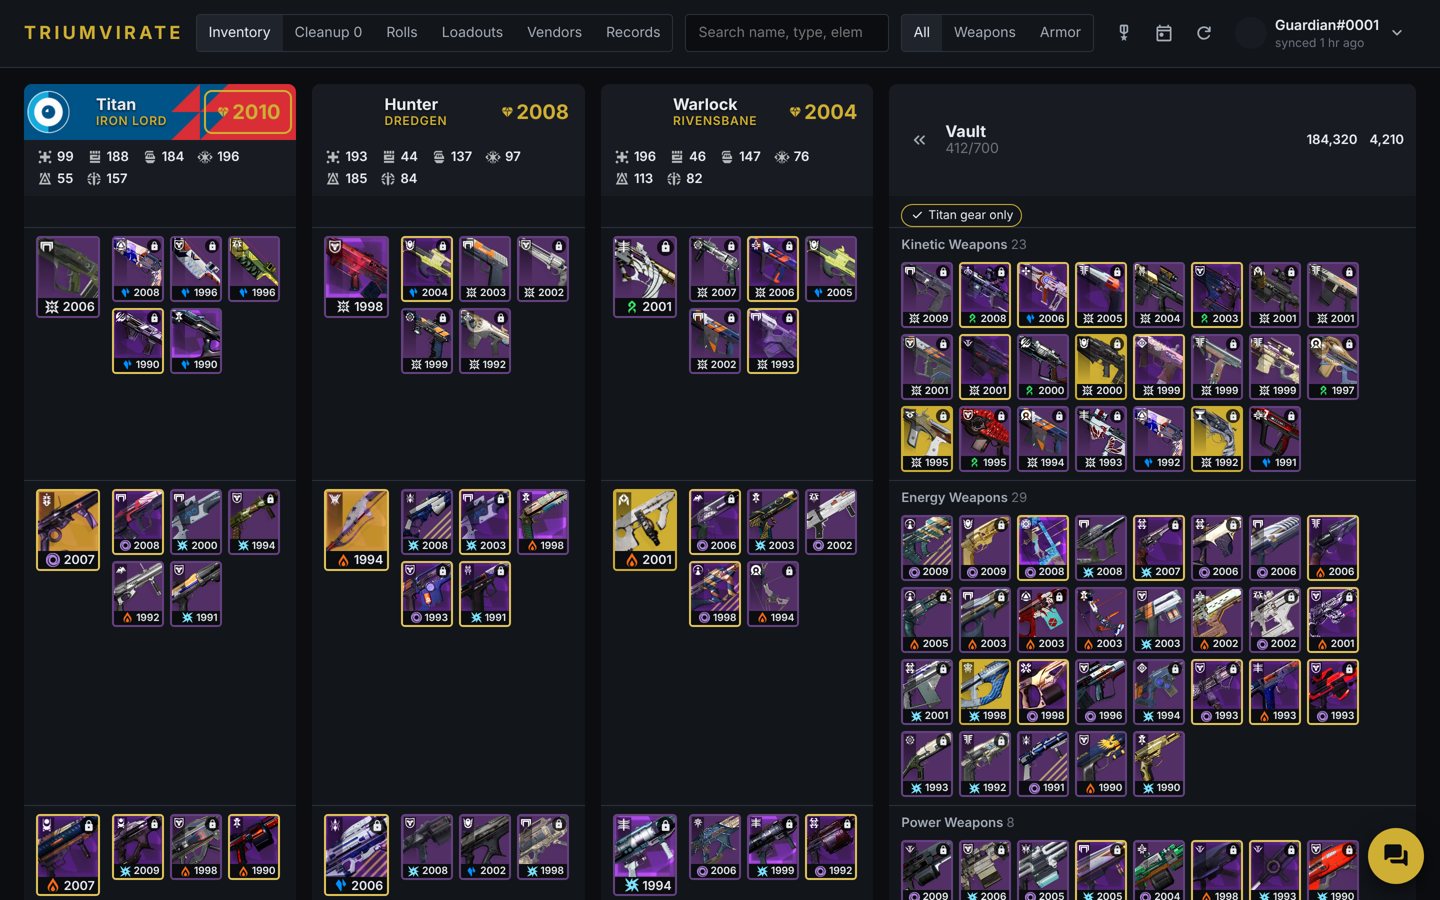 TRIUMVIRATE
Inventory
Cleanup 0
Rolls
Loadouts
Vendors
Records
Search name, type, elem
All
Weapons
Armor
Guardian#0001
synced 1 hr ago
Titan
IRON LORD
2010
99 188 184 196
55 157
Hunter
DREDGEN
2008
193 44 137 97
185 84
Warlock
RIVENSBANE
2004
196 46 147 76
113 82
Vault
412/700
184,320 4,210
Titan gear only
2006
2008 1996 1996
1990 1990
1998
2004 2003 2002
1999 1992
2001
2007 2006 2005
2002 1993
Kinetic Weapons 23
2009 2008 2006 2005 2004 2003 2001 2001
2001 2001 2000 2000 1999 1999 1999 1997
1995 1995 1994 1993 1992 1992 1991
2007
2008 2000 1994
1992 1991
1994
2008 2003 1998
1993 1991
2001
2006 2003 2002
1998 1994
Energy Weapons 29
2009 2009 2008 2008 2007 2006 2006 2006
2005 2003 2003 2003 2003 2002 2002 2001
2001 1998 1998 1996 1994 1993 1993 1993
1993 1992 1991 1990 1990
2007
2009 1998 1990
2006
2008 2002 1998
1994
2006 1999 1992
Power Weapons 8
2009 2006 2005 2005 2004 1998 1993 1990